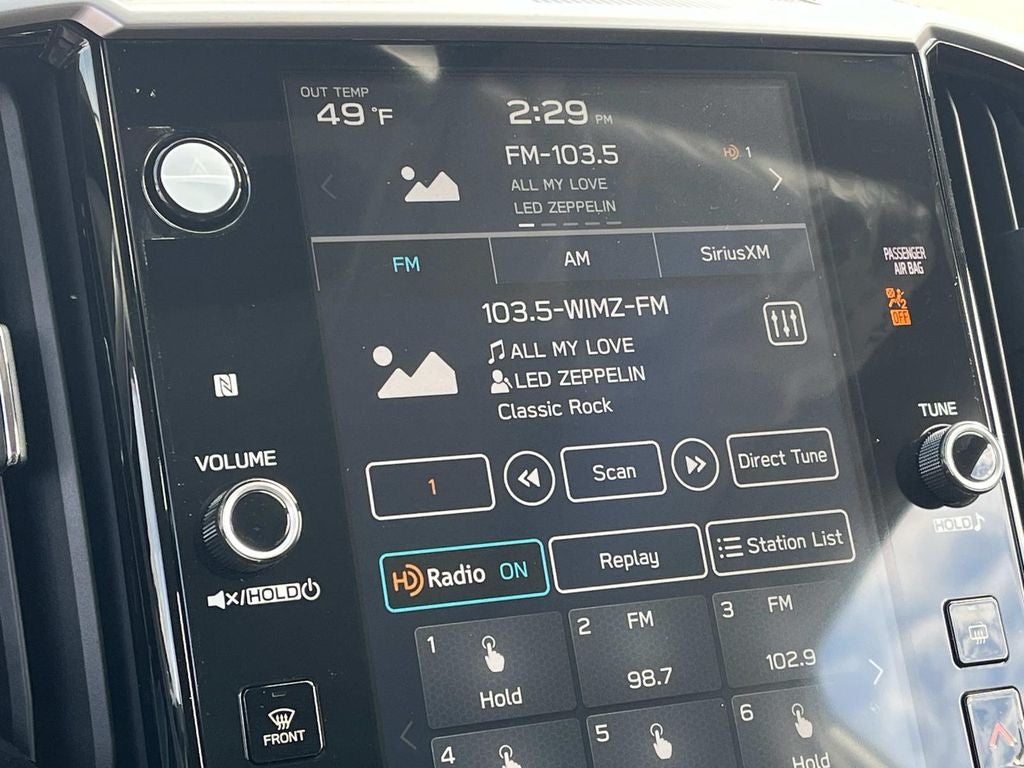 OUT TEMP
49°F
2:29 PM
FM-103.5
HD 1
ALL MY LOVE
LED ZEPPELIN
FM
AM
SiriusXM
PASSENGER
AIR BAG
2
OFF
103.5-WIMZ-FM
ALL MY LOVE
LED ZEPPELIN
Classic Rock
N
TUNE
VOLUME
1
Scan
Direct Tune
HOLD
HD Radio ON
Replay
Station List
/HOLD
1
Hold
2 FM
98.7
3 FM
102.9
FRONT
4
5
6
Hold